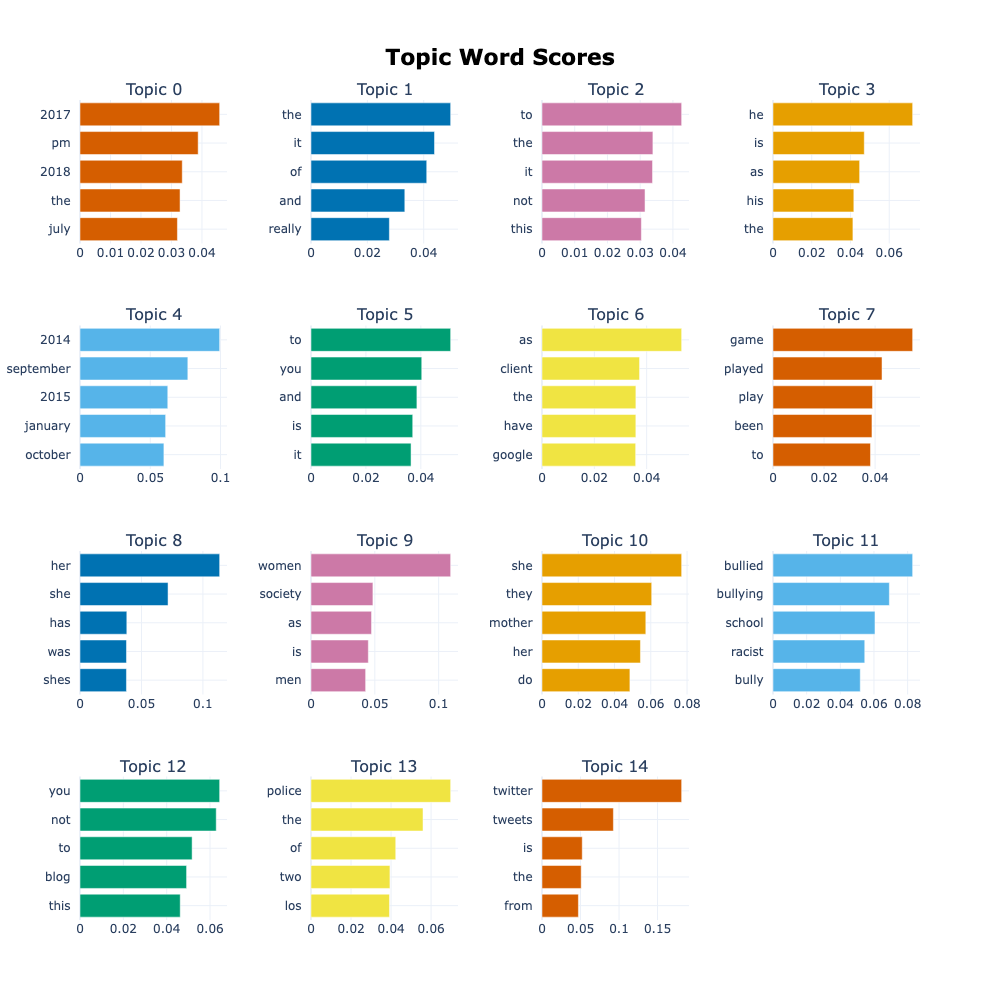 Topic Word Scores
Topic 0
2017
pm
2018
the
july
0 0.01 0.02 0.03 0.04
Topic 1
the
it
of
and
really
0 0.02 0.04
Topic 2
to
the
it
not
this
0 0.01 0.02 0.03 0.04
Topic 3
he
is
as
his
the
0 0.02 0.04 0.06
Topic 4
2014
september
2015
january
october
0 0.05 0.1
Topic 5
to
you
and
is
it
0 0.02 0.04
Topic 6
as
client
the
have
google
0 0.02 0.04
Topic 7
game
played
play
been
to
0 0.02 0.04
Topic 8
her
she
has
was
shes
0 0.05 0.1
Topic 9
women
society
as
is
men
0 0.05 0.1
Topic 10
she
they
mother
her
do
0 0.02 0.04 0.06 0.08
Topic 11
bullied
bullying
school
racist
bully
0 0.02 0.04 0.06 0.08
Topic 12
you
not
to
blog
this
0 0.02 0.04 0.06
Topic 13
police
the
of
two
los
0 0.02 0.04 0.06
Topic 14
twitter
tweets
is
the
from
0 0.05 0.1 0.15